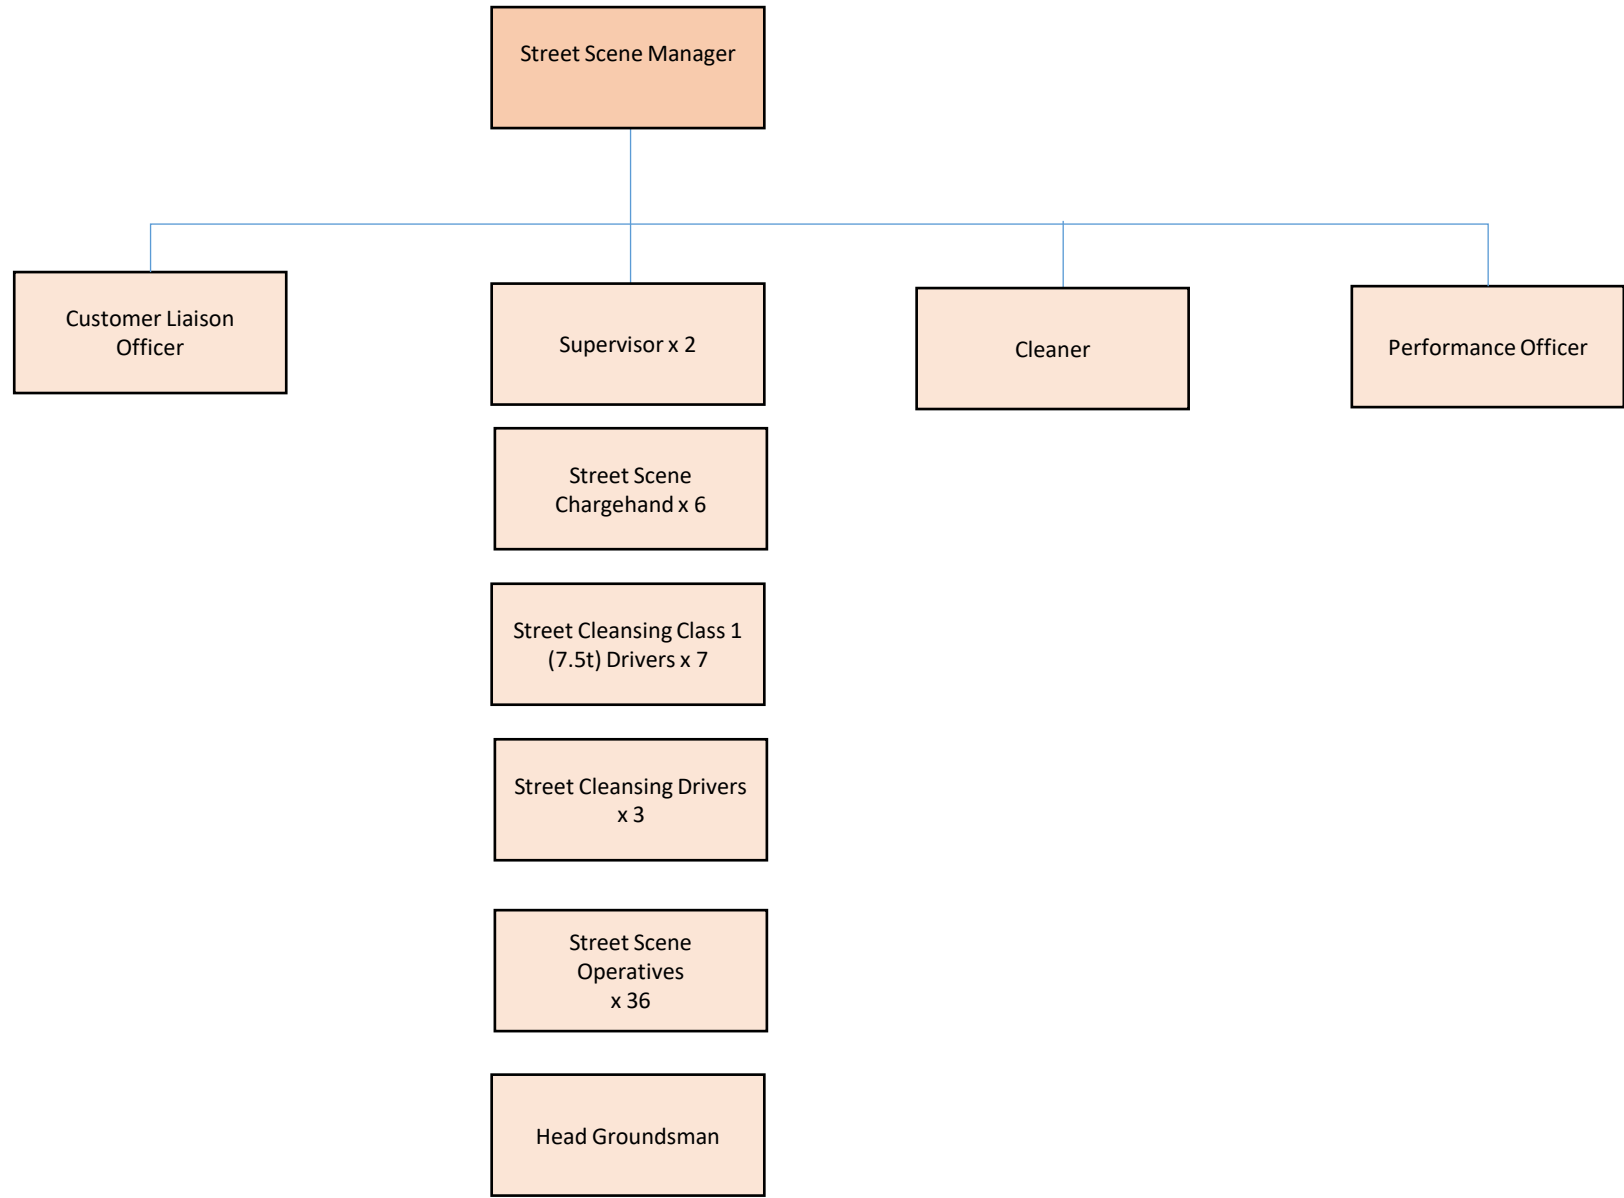 Street Scene Manager
Customer Liaison
Officer
Supervisor x 2
Cleaner
Performance Officer
Street Scene
Chargehand x 6
Street Cleansing Class 1
(7.5t) Drivers x 7
Street Cleansing Drivers
x 3
Street Scene
Operatives
x 36
Head Groundsman